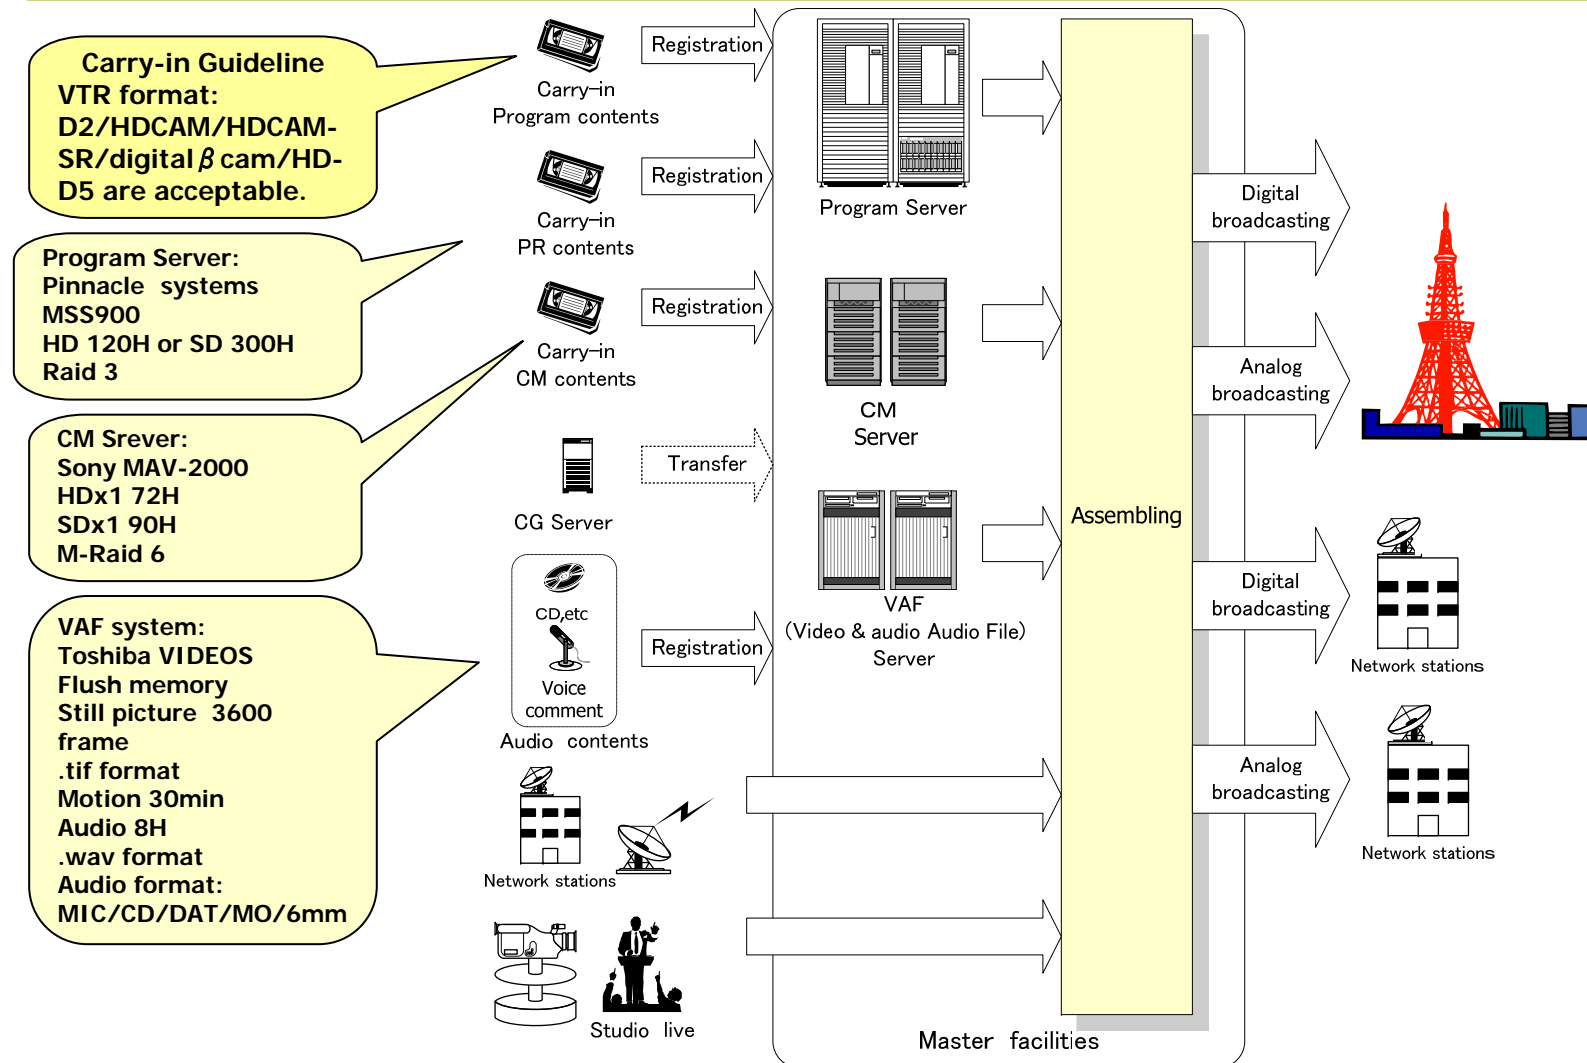 Carry-in Guideline
VTR format:
D2/HDCAM/HDCAM-
SR/digital β cam/HD-
D5 are acceptable.
Program Server:
Pinnacle systems
MSS900
HD 120H or SD 300H
Raid 3
CM Srever:
Sony MAV-2000
HDx1 72H
SDx1 90H
M-Raid 6
VAF system:
Toshiba VIDEOS
Flush memory
Still picture 3600
frame
.tif format
Motion 30min
Audio 8H
.wav format
Audio format:
MIC/CD/DAT/MO/6mm
Carry-in
Program contents
Carry-in
PR contents
Carry-in
CM contents
CG Server
CD,etc
Voice
comment
Audio contents
Network stations
Studio live
Registration
Registration
Registration
Transfer
Registration
Program Server
CM
Server
VAF
(Video & audio Audio File)
Server
Master facilities
Assembling
Digital
broadcasting
Analog
broadcasting
Digital
broadcasting
Analog
broadcasting
Network stations
Network stations